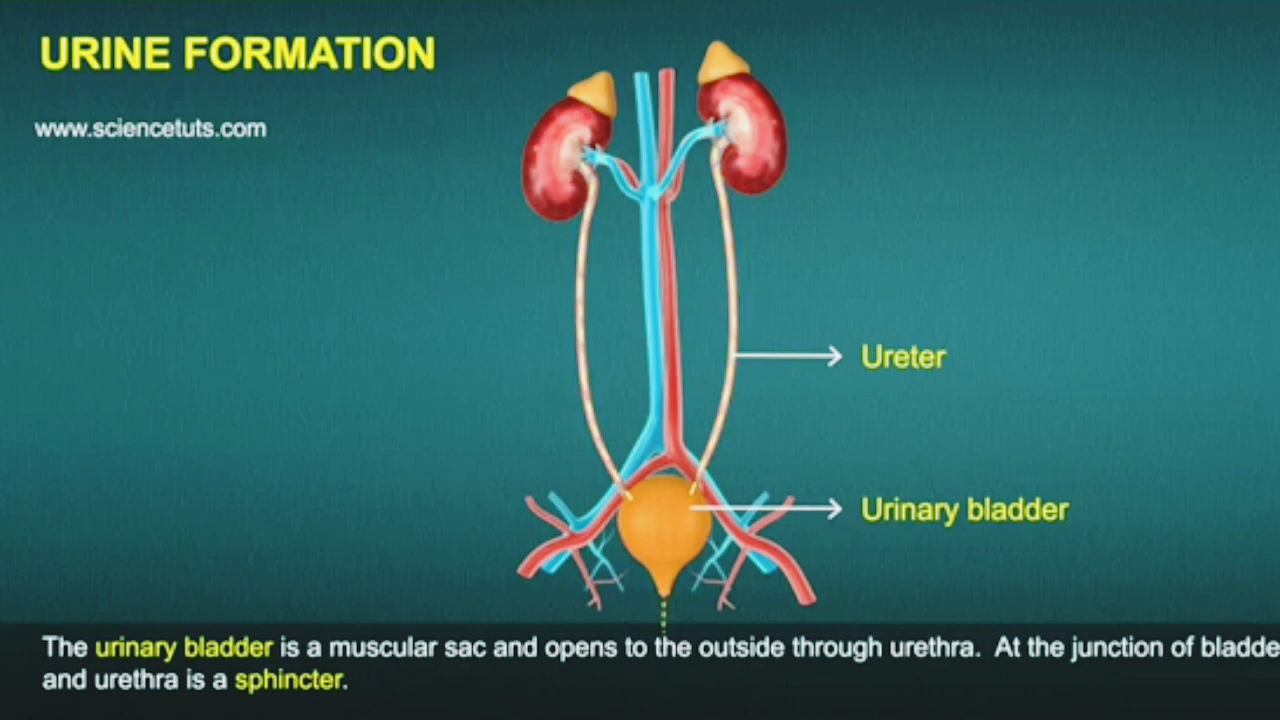 URINE FORMATION
www.sciencetuts.com
Ureter
Urinary bladder
The urinary bladder is a muscular sac and opens to the outside through urethra. At the junction of bladde
and urethra is a sphincter.